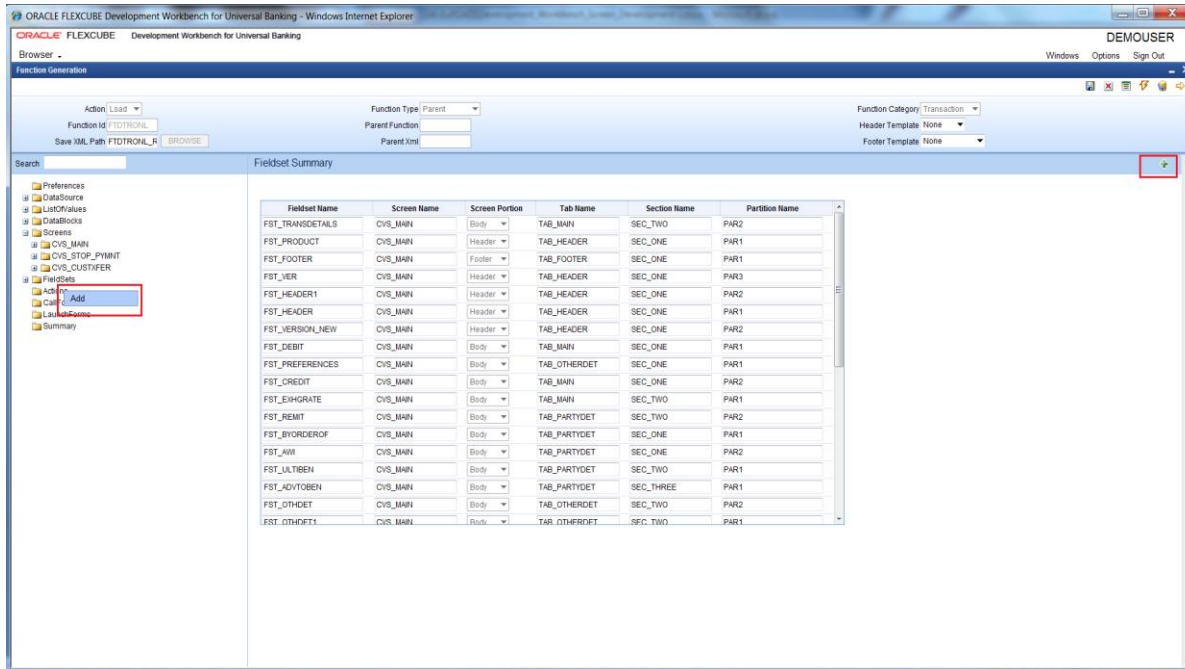 ORACLE FLEXCUBE Development Workbench for Universal Banking - Windows Internet Explorer
ORACLE FLEXCUBE Development Workbench for Universal Banking
DEMOUSER
Browser
Windows Options Sign Out
Function Generation
Action Load Function Type Parent Function Category Transaction
Function Id FTDTRONL Parent Function Header Template None
Save XML Path FTDTRONL_R BROWSE Parent Xml Footer Template None
Search Fieldset Summary
Preferences
DataSource
ListOfValues
DataBlocks
Screens
CVS_MAIN
CVS_STOP_PYMNT
CVS_CUSTXFER
FieldSets
Add
LaunchForms
Summary
Fieldset Name Screen Name Screen Portion Tab Name Section Name Partition Name
FST_TRANSDETAILS CVS_MAIN Body TAB_MAIN SEC_TWO PAR2
FST_PRODUCT CVS_MAIN Header TAB_HEADER SEC_ONE PAR1
FST_FOOTER CVS_MAIN Footer TAB_FOOTER SEC_ONE PAR1
FST_VER CVS_MAIN Header TAB_HEADER SEC_ONE PAR3
FST_HEADER1 CVS_MAIN Header TAB_HEADER SEC_ONE PAR2
FST_HEADER CVS_MAIN Header TAB_HEADER SEC_ONE PAR1
FST_VERSION_NEW CVS_MAIN Header TAB_HEADER SEC_ONE PAR2
FST_DEBIT CVS_MAIN Body TAB_MAIN SEC_ONE PAR1
FST_PREFERENCES CVS_MAIN Body TAB_OTHERDET SEC_ONE PAR1
FST_CREDIT CVS_MAIN Body TAB_MAIN SEC_ONE PAR2
FST_EXHGRATE CVS_MAIN Body TAB_MAIN SEC_TWO PAR1
FST_REMIT CVS_MAIN Body TAB_PARTYDET SEC_TWO PAR2
FST_BYORDEROF CVS_MAIN Body TAB_PARTYDET SEC_ONE PAR1
FST_AWI CVS_MAIN Body TAB_PARTYDET SEC_ONE PAR2
FST_ULTIBEN CVS_MAIN Body TAB_PARTYDET SEC_TWO PAR1
FST_ADVTOBEN CVS_MAIN Body TAB_PARTYDET SEC_THREE PAR1
FST_OTHDET CVS_MAIN Body TAB_OTHERDET SEC_TWO PAR2
FST_OTHDET1 CVS_MAIN Body TAB_OTHERDET SEC_TWO PAR1